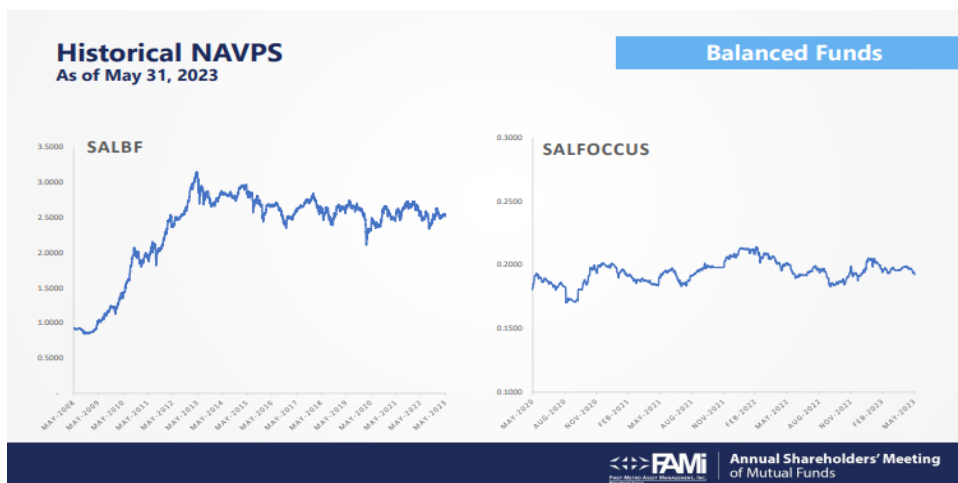 Historical NAVPS
As of May 31, 2023
Balanced Funds
SALBF
3.5000
3.0000
2.5000
2.0000
1.5000
1.0000
0.5000
-
MAY-2008
MAY-2009
MAY-2010
MAY-2011
MAY-2012
MAY-2013
MAY-2014
MAY-2015
MAY-2016
MAY-2017
MAY-2018
MAY-2019
MAY-2020
MAY-2021
MAY-2022
MAY-2023
SALFOCCUS
0.3000
0.2500
0.2000
0.1500
0.1000
MAY-2020
AUG-2020
NOV-2020
FEB-2021
MAY-2021
AUG-2021
NOV-2021
FEB-2022
MAY-2022
AUG-2022
NOV-2022
FEB-2023
MAY-2023
FAMi
First Metro Asset Management, Inc.
Annual Shareholders' Meeting
of Mutual Funds